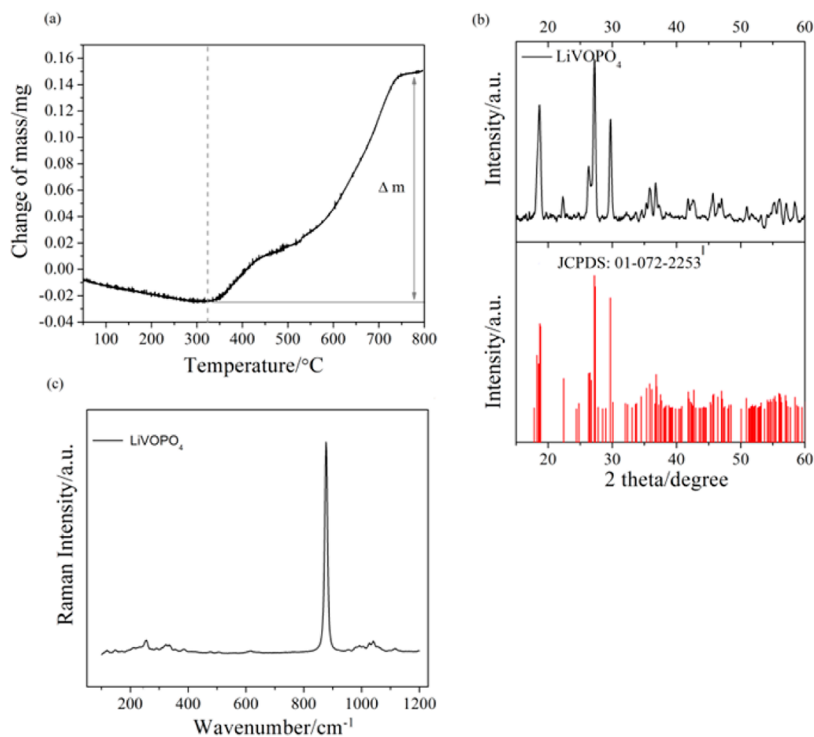 (a)
0.16
0.14
0.12
0.10
0.08
0.06
0.04
0.02
0.00
-0.02
-0.04
Change of mass/mg
Δ m
100 200 300 400 500 600 700 800
Temperature/°C
(b)
20 30 40 50 60
LiVOPO₄
Intensity/a.u.
JCPDS: 01-072-2253
Intensity/a.u.
20 30 40 50 60
2 theta/degree
(c)
LiVOPO₄
Raman Intensity/a.u.
200 400 600 800 1000 1200
Wavenumber/cm⁻¹